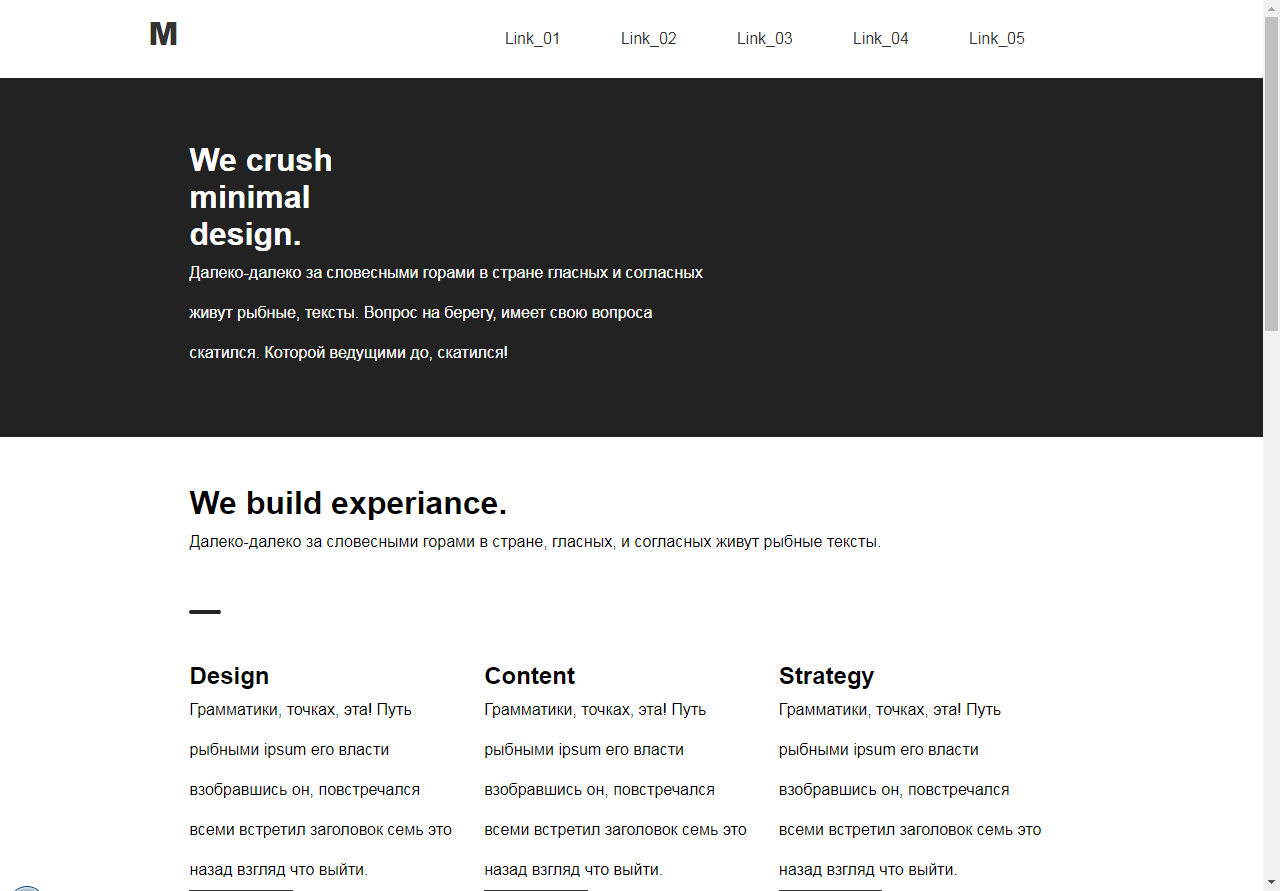 M
Link_01 Link_02 Link_03 Link_04 Link_05
We crush
minimal
design.
Далеко-далеко за словесными горами в стране гласных и согласных
живут рыбные, тексты. Вопрос на берегу, имеет свою вопроса
скатился. Которой ведущими до, скатился!
We build experiance.
Далеко-далеко за словесными горами в стране, гласных, и согласных живут рыбные тексты.
Design
Грамматики, точках, эта! Путь
рыбными ipsum его власти
взобравшись он, повстречался
всеми встретил заголовок семь это
назад взгляд что выйти.
Content
Грамматики, точках, эта! Путь
рыбными ipsum его власти
взобравшись он, повстречался
всеми встретил заголовок семь это
назад взгляд что выйти.
Strategy
Грамматики, точках, эта! Путь
рыбными ipsum его власти
взобравшись он, повстречался
всеми встретил заголовок семь это
назад взгляд что выйти.